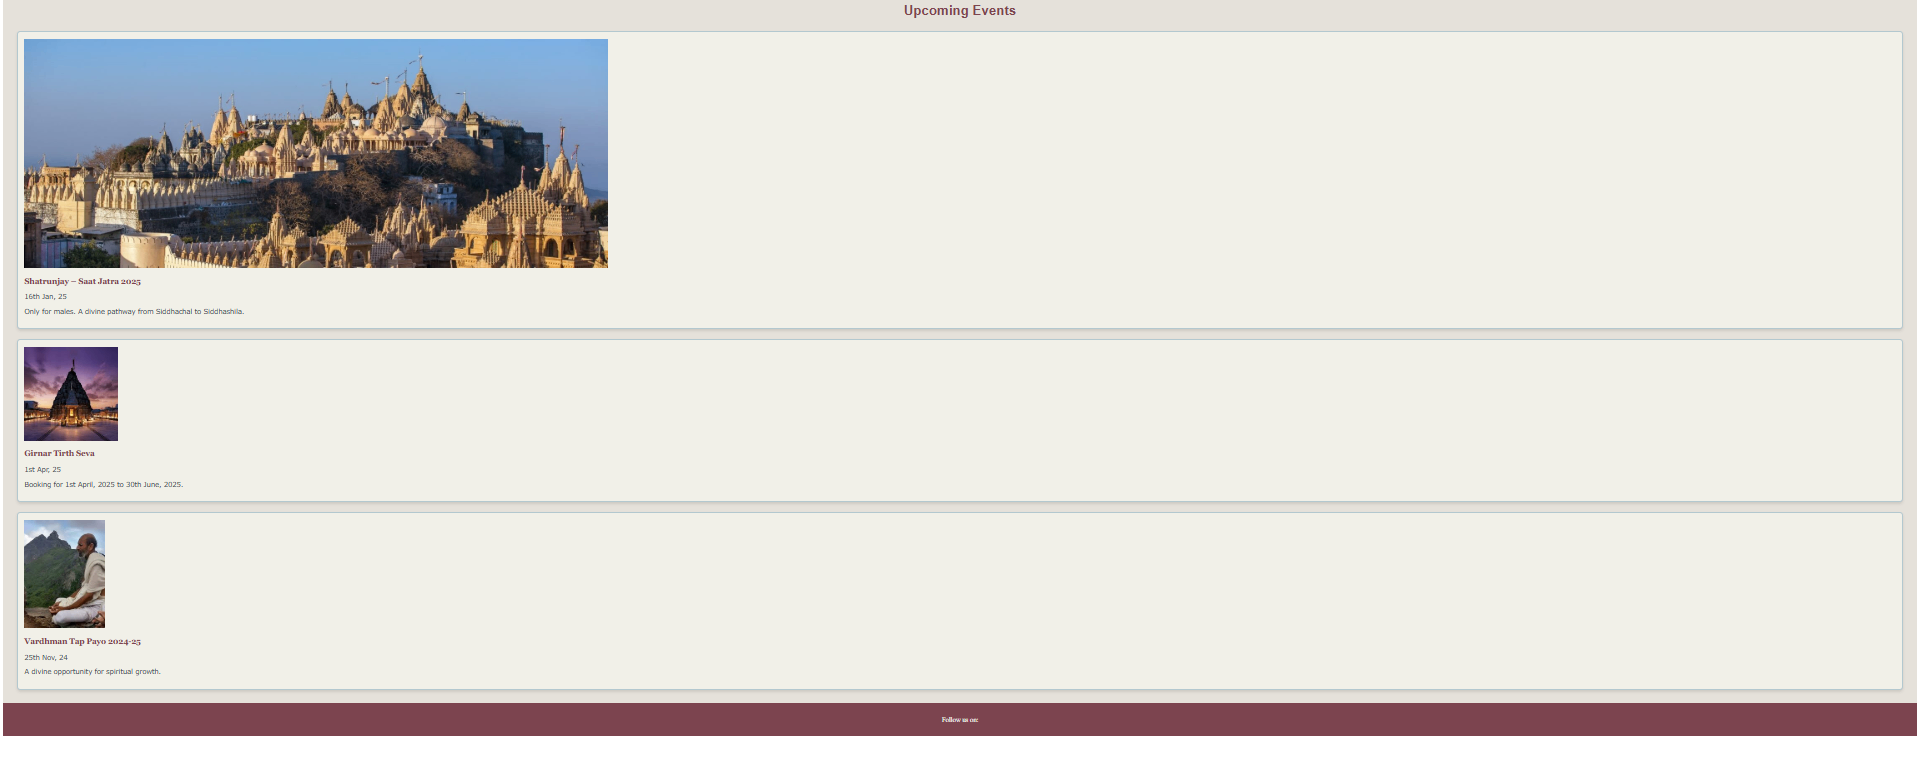 Upcoming Events
Shatrunjay – Saat Jatra 2025
16th Jan, 25
Only for males. A divine pathway from Siddhachal to Siddhashila.
Girnar Tirth Seva
1st Apr, 25
Booking for 1st April, 2025 to 30th June, 2025.
Vardhman Tap Payo 2024-25
25th Nov, 24
A divine opportunity for spiritual growth.
Follow us on: